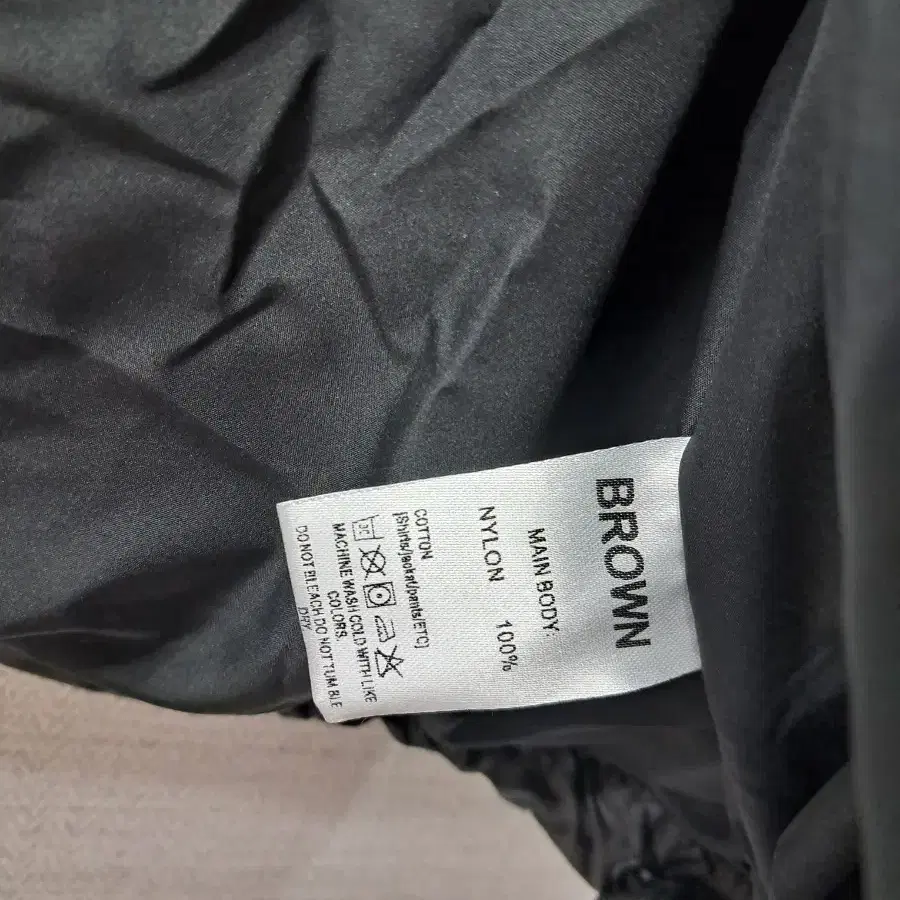 BROWN
MAIN BODY:
NYLON 100%
COTTON
[Shirts/jacket/pants/ETC]
MACHINE WASH COLD WITH LIKE
COLORS.
DO NOT BLEACH DO NOT TUMBLE
DRY